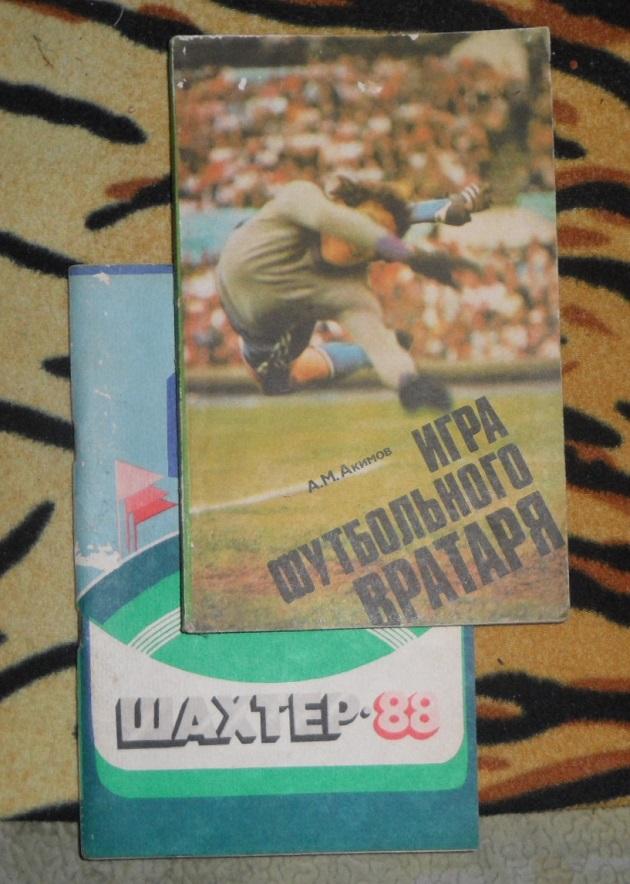 А.М. Акимов
ИГРА
ФУТБОЛЬНОГО
ВРАТАРЯ
ШАХТЕР·88